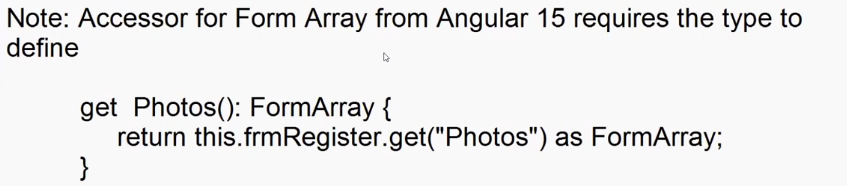 Note: Accessor for Form Array from Angular 15 requires the type to
define
get  Photos(): FormArray {
return this.frmRegister.get("Photos") as FormArray;
}